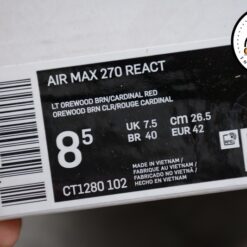 AIR MAX 270 REACT
LT OREWOOD BRN/CARDINAL RED
OREWOOD BRN CLR/ROUGE CARDINAL
8.5
UK 7.5 CM 26.5
BR 40 EUR 42
CT1280 102
MADE IN VIETNAM /
FABRIQUÉ AU VIETNAM /
FABRICADO NO VIETNÃ /
HECHO EN VIETNAM